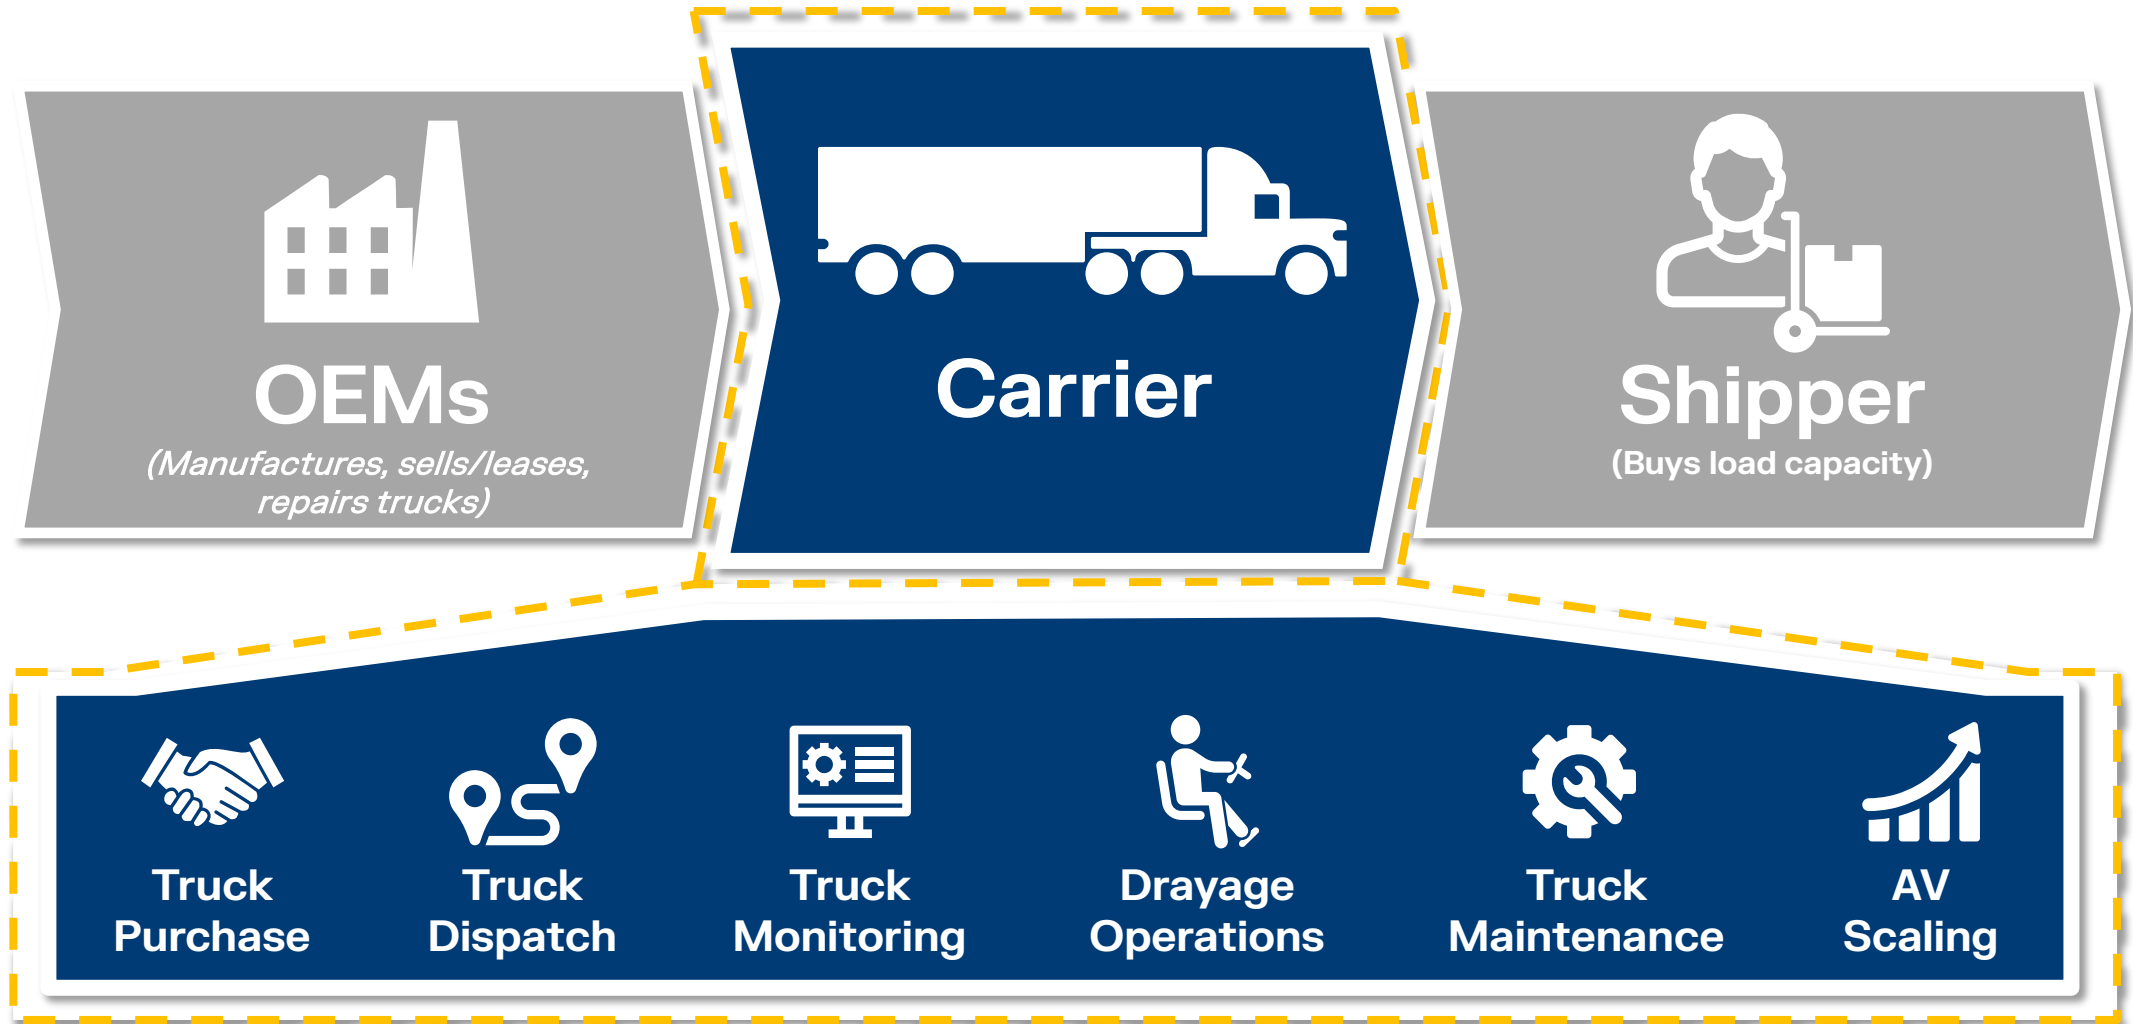 OEMs
(Manufactures, sells/leases,
repairs trucks)
Carrier
Shipper
(Buys load capacity)
Truck
Purchase
Truck
Dispatch
Truck
Monitoring
Drayage
Operations
Truck
Maintenance
AV
Scaling